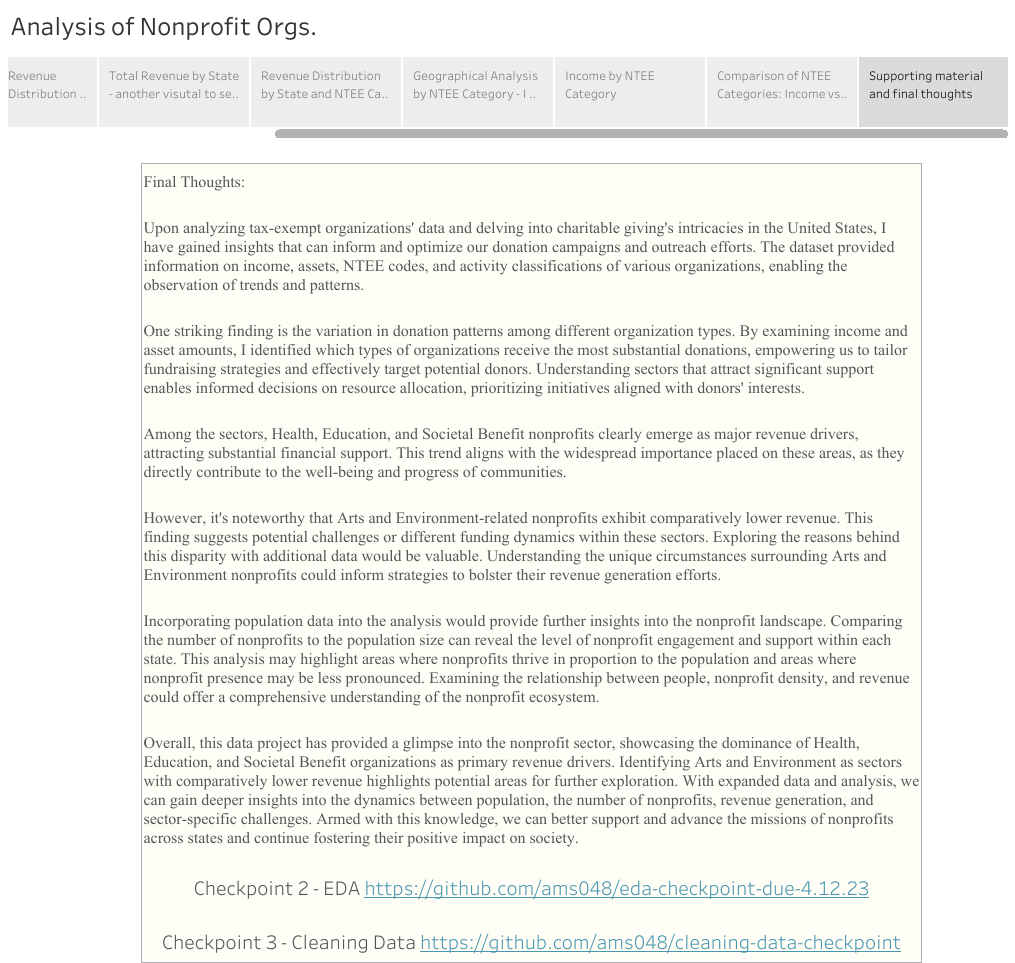 Analysis of Nonprofit Orgs.
Revenue
Distribution ..
Total Revenue by State
- another visutal to se..
Revenue Distribution
by State and NTEE Ca..
Geographical Analysis
by NTEE Category - I ..
Income by NTEE
Category
Comparison of NTEE
Categories: Income vs..
Supporting material
and final thoughts
Final Thoughts:
Upon analyzing tax-exempt organizations' data and delving into charitable giving's intricacies in the United States, I
have gained insights that can inform and optimize our donation campaigns and outreach efforts. The dataset provided
information on income, assets, NTEE codes, and activity classifications of various organizations, enabling the
observation of trends and patterns.
One striking finding is the variation in donation patterns among different organization types. By examining income and
asset amounts, I identified which types of organizations receive the most substantial donations, empowering us to tailor
fundraising strategies and effectively target potential donors. Understanding sectors that attract significant support
enables informed decisions on resource allocation, prioritizing initiatives aligned with donors' interests.
Among the sectors, Health, Education, and Societal Benefit nonprofits clearly emerge as major revenue drivers,
attracting substantial financial support. This trend aligns with the widespread importance placed on these areas, as they
directly contribute to the well-being and progress of communities.
However, it's noteworthy that Arts and Environment-related nonprofits exhibit comparatively lower revenue. This
finding suggests potential challenges or different funding dynamics within these sectors. Exploring the reasons behind
this disparity with additional data would be valuable. Understanding the unique circumstances surrounding Arts and
Environment nonprofits could inform strategies to bolster their revenue generation efforts.
Incorporating population data into the analysis would provide further insights into the nonprofit landscape. Comparing
the number of nonprofits to the population size can reveal the level of nonprofit engagement and support within each
state. This analysis may highlight areas where nonprofits thrive in proportion to the population and areas where
nonprofit presence may be less pronounced. Examining the relationship between people, nonprofit density, and revenue
could offer a comprehensive understanding of the nonprofit ecosystem.
Overall, this data project has provided a glimpse into the nonprofit sector, showcasing the dominance of Health,
Education, and Societal Benefit organizations as primary revenue drivers. Identifying Arts and Environment as sectors
with comparatively lower revenue highlights potential areas for further exploration. With expanded data and analysis, we
can gain deeper insights into the dynamics between population, the number of nonprofits, revenue generation, and
sector-specific challenges. Armed with this knowledge, we can better support and advance the missions of nonprofits
across states and continue fostering their positive impact on society.
Checkpoint 2 - EDA https://github.com/ams048/eda-checkpoint-due-4.12.23
Checkpoint 3 - Cleaning Data https://github.com/ams048/cleaning-data-checkpoint